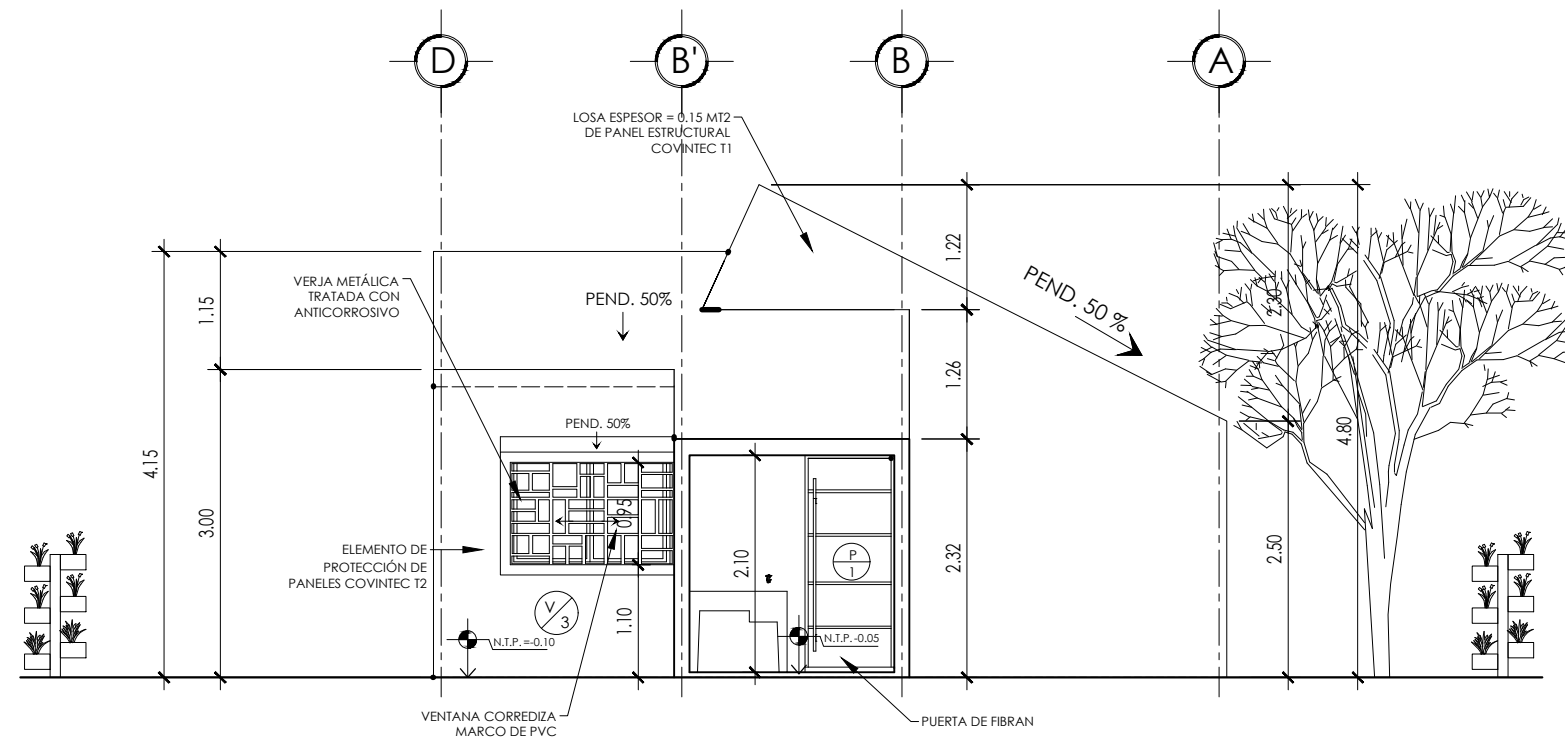 D
B'
B
A
LOSA ESPESOR = 0.15 MT2
DE PANEL ESTRUCTURAL
COVINTEC T1
VERJA METÁLICA
TRATADA CON
ANTICORROSIVO
PEND. 50%
PEND. 50 %
PEND. 50%
1.22
1.26
2.32
2.30
4.80
2.50
1.15
4.15
3.00
0.95
2.10
1.10
P
1
V
3
ELEMENTO DE
PROTECCIÓN DE
PANELES COVINTEC T2
N.T.P.=-0.10
N.T.P.-0.05
VENTANA CORREDIZA
MARCO DE PVC
PUERTA DE FIBRAN